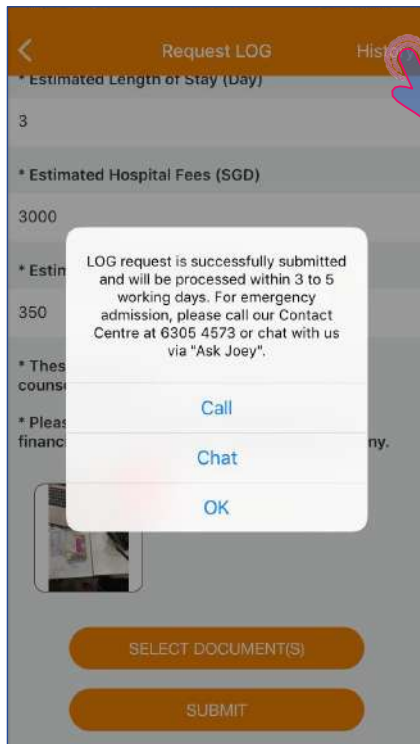 Request LOG
History
* Estimated Length of Stay (Day)
3
* Estimated Hospital Fees (SGD)
3000
* Estim
350
* Thes
couns
* Pleas
financ
ny.
LOG request is successfully submitted
and will be processed within 3 to 5
working days. For emergency
admission, please call our Contact
Centre at 6305 4573 or chat with us
via "Ask Joey".
Call
Chat
OK
SELECT DOCUMENT(S)
SUBMIT